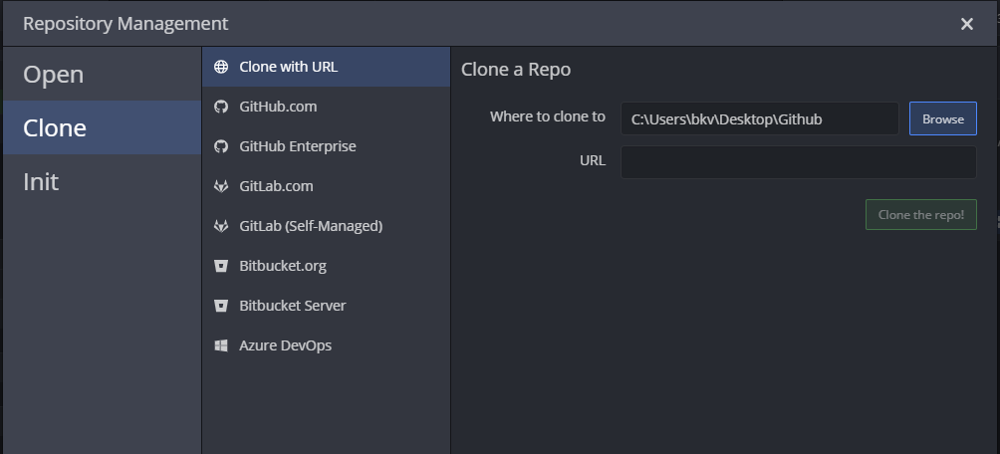 Repository Management
Open
Clone
Init
Clone with URL
GitHub.com
GitHub Enterprise
GitLab.com
GitLab (Self-Managed)
Bitbucket.org
Bitbucket Server
Azure DevOps
Clone a Repo
Where to clone to
C:\Users\bkv\Desktop\Github
Browse
URL
Clone the repo!